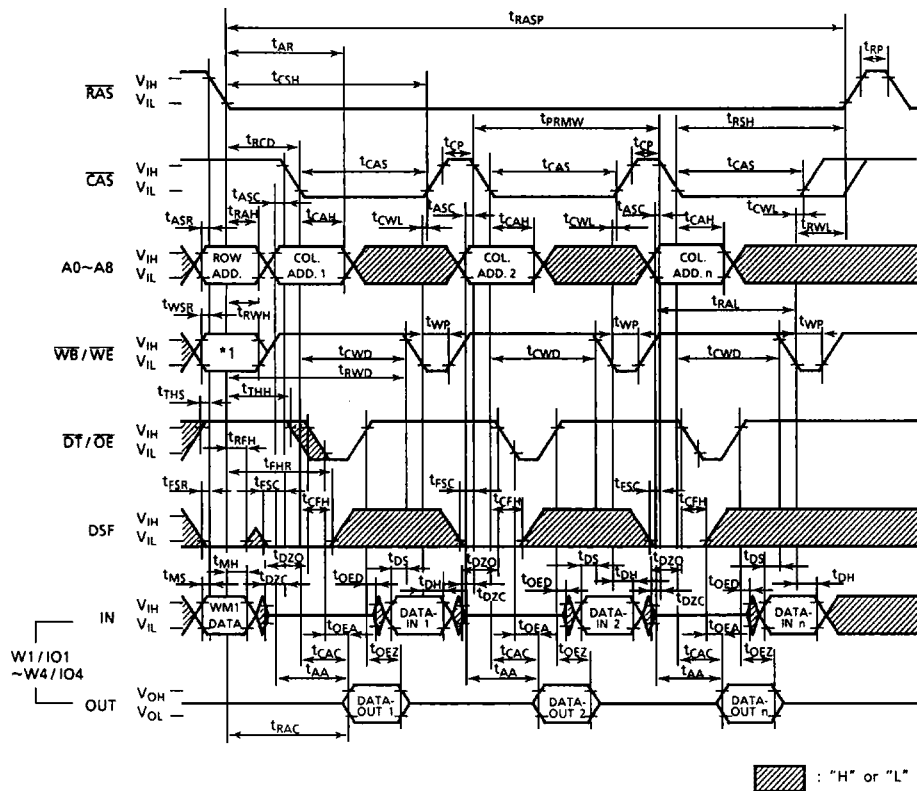 tRASP
tAR
tRP
tCSH
RAS VIH
VIL
tPRMW
tRSH
tRCD
tCP
tCP
CAS VIH
VIL
tCAS
tCAS
tCAS
tASC
tASR
tRAH
tCAH
tCWL
tASC
tCAH
tCWL
tASC
tCAH
tCWL
tRWL
A0~A8 VIH
VIL
ROW ADD.
COL. ADD. 1
COL. ADD. 2
COL. ADD. n
tWSR
tRWH
tRAL
tWP
tWP
tWP
WB/WE VIH
VIL
*1
tCWD
tCWD
tCWD
tRWD
tTHS
tTHH
DT/OE VIH
VIL
tRFH
tFHR
tFSR
tFSC
tCFH
tFSC
tCFH
tFSC
tCFH
DSF VIH
VIL
tMS
tMH
tDZO
tDZC
tOED
tDS
tDH
tDZO
tDZC
tOED
tDS
tDH
tDZO
tDZC
tOED
tDS
tDH
IN VIH
VIL
WM1 DATA
DATA-IN 1
DATA-IN 2
DATA-IN n
tOEA
tOEA
tOEA
W1/IO1
~W4/IO4
tCAC
tOEZ
tCAC
tOEZ
tCAC
tOEZ
tAA
tAA
tAA
OUT VOH
VOL
DATA-OUT 1
DATA-OUT 2
DATA-OUT n
tRAC
: "H" or "L"